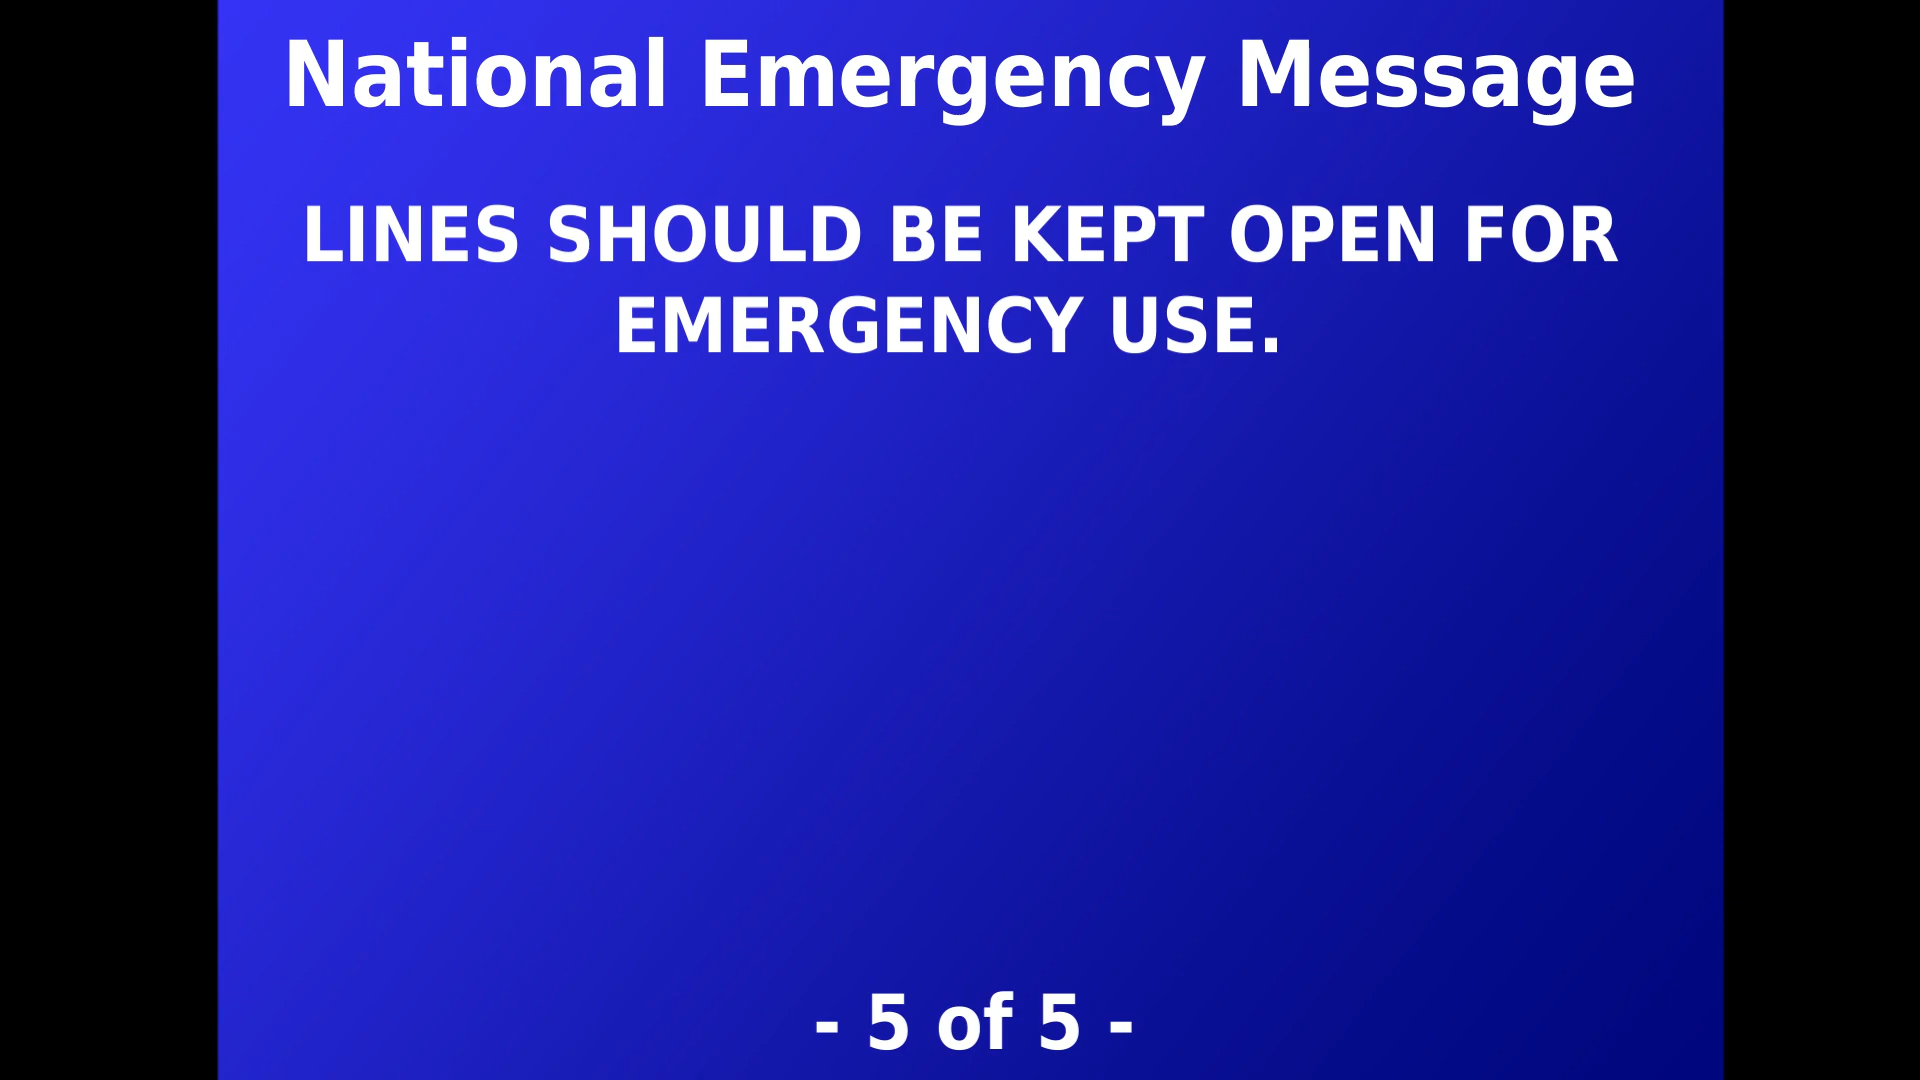 National Emergency Message
LINES SHOULD BE KEPT OPEN FOR
EMERGENCY USE.
- 5 of 5 -